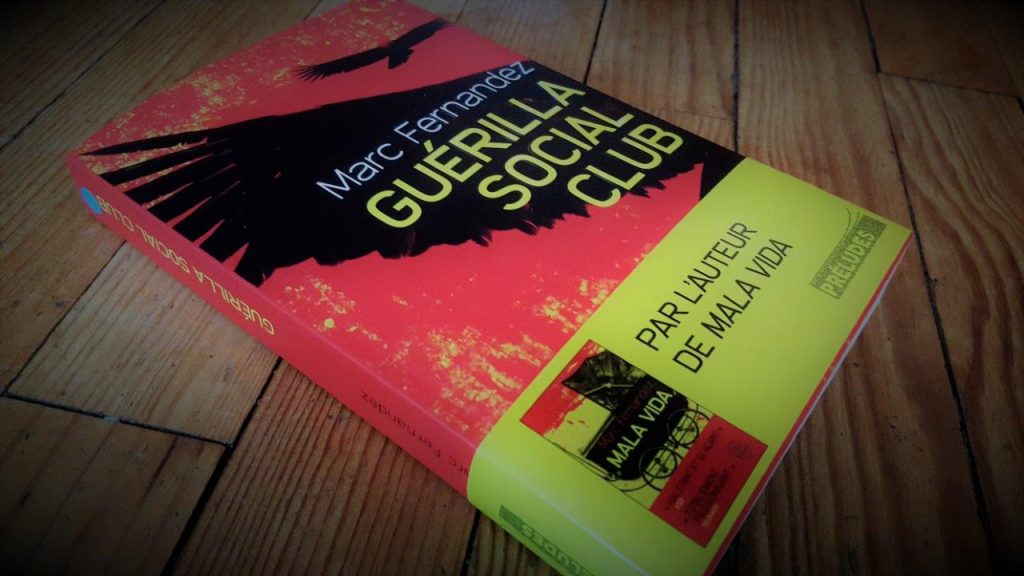 Marc Fernandez
GUÉRILLA
SOCIAL
CLUB
PAR L'AUTEUR
DE MALA VIDA
PRÉLUDES
MALA VIDA
GUÉRILLA SOCIAL CLUB
Marc Fernandez